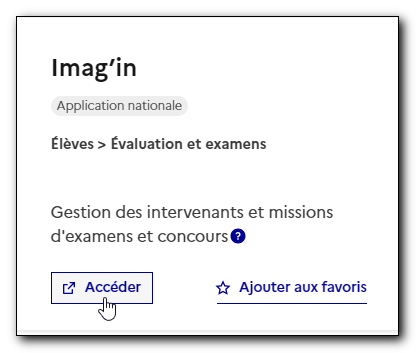 Imag’in
Application nationale
Élèves > Évaluation et examens
Gestion des intervenants et missions
d'examens et concours ?
Accéder
Ajouter aux favoris